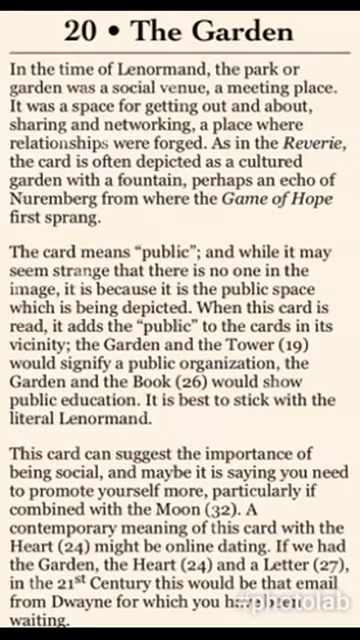 20 • The Garden
In the time of Lenormand, the park or
garden was a social venue, a meeting place.
It was a space for getting out and about,
sharing and networking, a place where
relationships were forged. As in the Reverie,
the card is often depicted as a cultured
garden with a fountain, perhaps an echo of
Nuremberg from where the Game of Hope
first sprang.
The card means “public”; and while it may
seem strange that there is no one in the
image, it is because it is the public space
which is being depicted. When this card is
read, it adds the “public” to the cards in its
vicinity; the Garden and the Tower (19)
would signify a public organization, the
Garden and the Book (26) would show
public education. It is best to stick with the
literal Lenormand.
This card can suggest the importance of
being social, and maybe it is saying you need
to promote yourself more, particularly if
combined with the Moon (32). A
contemporary meaning of this card with the
Heart (24) might be online dating. If we had
the Garden, the Heart (24) and a Letter (27),
in the 21st Century this would be that email
from Dwayne for which you have been
waiting.
#photolab